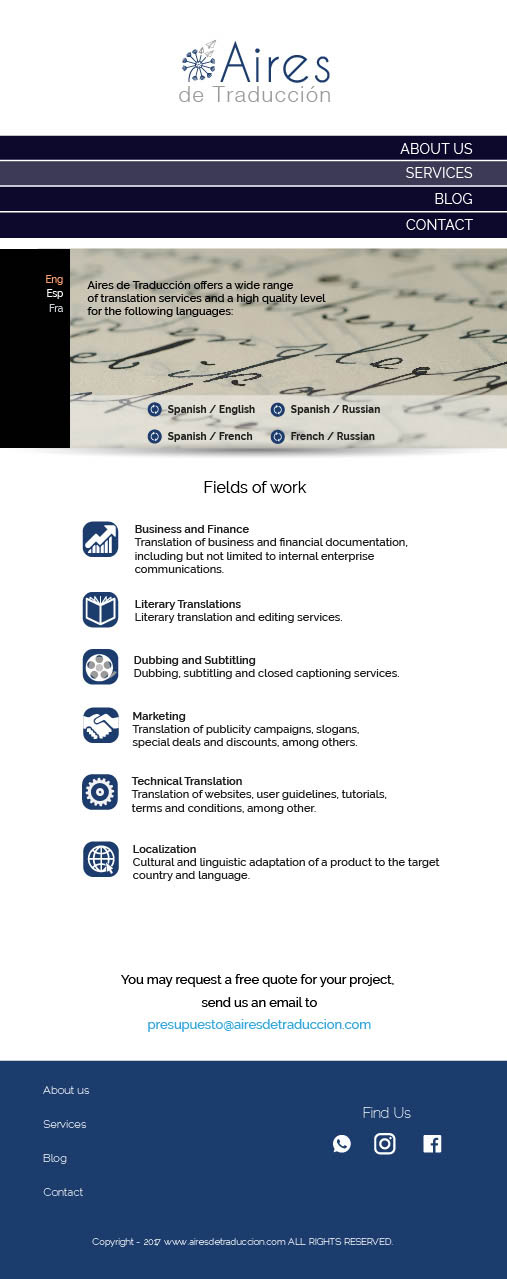 Aires
de Traducción
ABOUT US
SERVICES
BLOG
CONTACT
Eng
Esp
Fra
Aires de Traducción offers a wide range
of translation services and a high quality level
for the following languages:
Spanish / English
Spanish / Russian
Spanish / French
French / Russian
Fields of work
Business and Finance
Translation of business and financial documentation,
including but not limited to internal enterprise
communications.
Literary Translations
Literary translation and editing services.
Dubbing and Subtitling
Dubbing, subtitling and closed captioning services.
Marketing
Translation of publicity campaigns, slogans,
special deals and discounts, among others.
Technical Translation
Translation of websites, user guidelines, tutorials,
terms and conditions, among other.
Localization
Cultural and linguistic adaptation of a product to the target
country and language.
You may request a free quote for your project,
send us an email to
presupuesto@airesdetraduccion.com
About us
Services
Blog
Contact
Find Us
Copyright - 2017 www.airesdetraduccion.com ALL RIGHTS RESERVED.